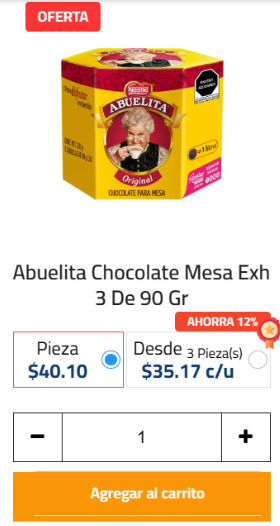 OFERTA
Nestlé
ABUELITA
Original
CHOCOLATE PARA MESA
Abuelita Chocolate Mesa Exh
3 De 90 Gr
AHORRA 12%
Pieza
$40.10
Desde 3 Pieza(s)
$35.17 c/u
- 1 +
Agregar al carrito